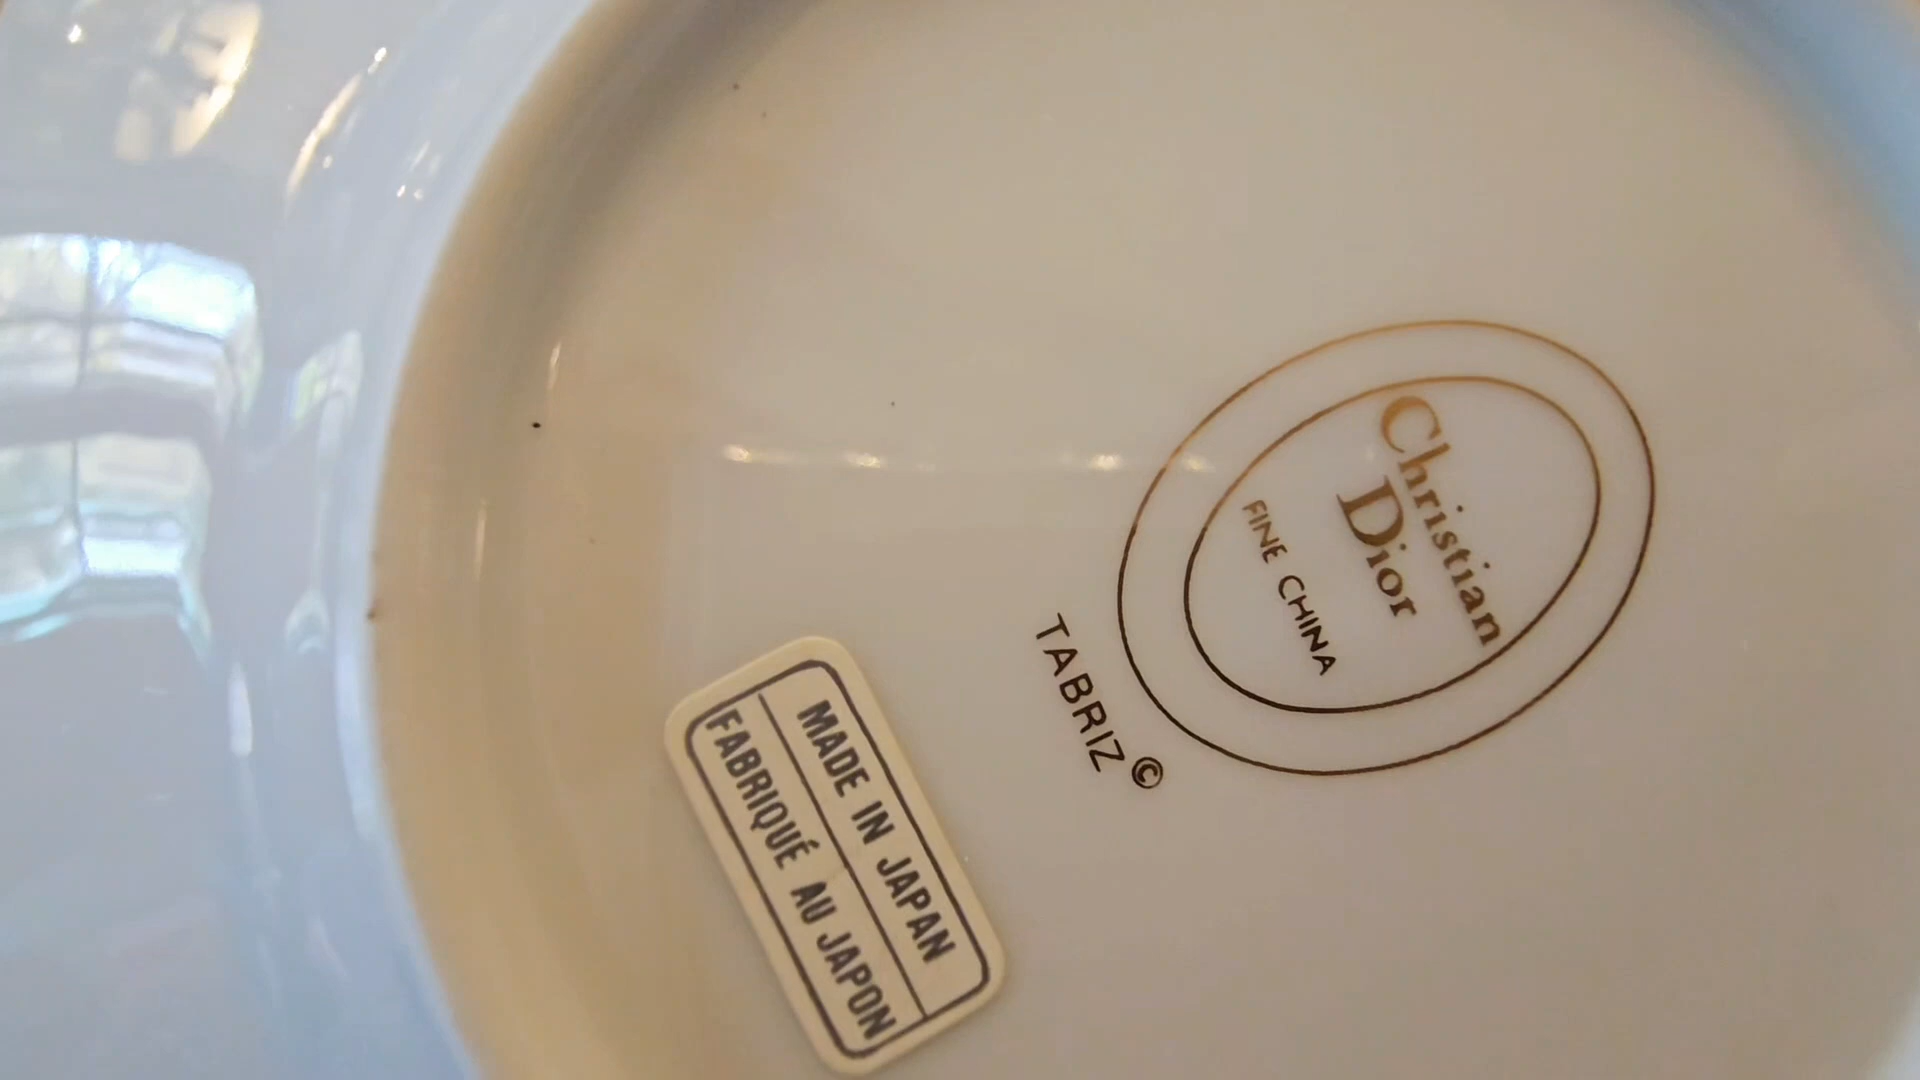 Christian
Dior
FINE CHINA
TABRIZ ©
MADE IN JAPAN
FABRIQUÉ AU JAPON